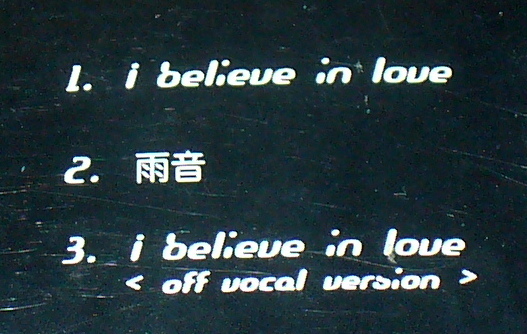 1. i believe in love
2. 雨音
3. i believe in love
< off vocal version >